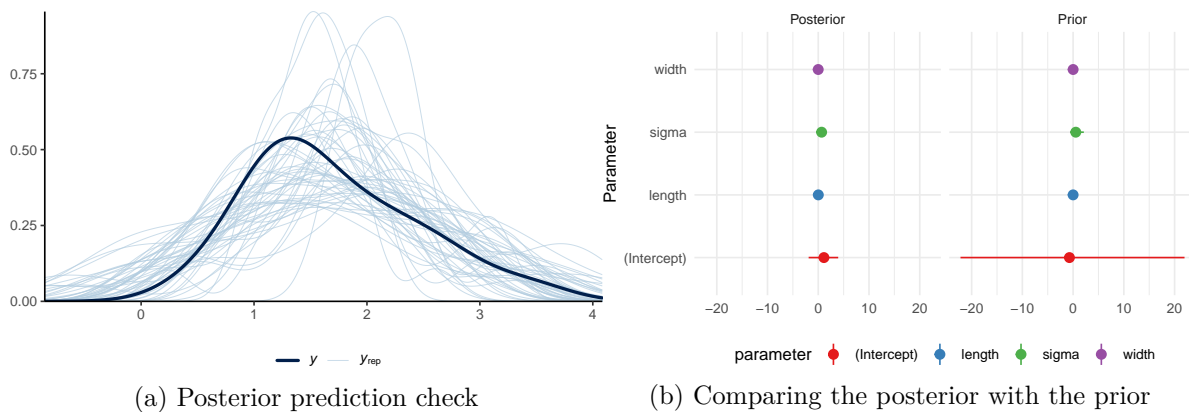 0.75
0.50
0.25
0.00
0 1 2 3 4
y yrep
(a) Posterior prediction check
Posterior Prior
Parameter
width
sigma
length
(Intercept)
−20 −10 0 10 20 −20 −10 0 10 20
parameter (Intercept) length sigma width
(b) Comparing the posterior with the prior